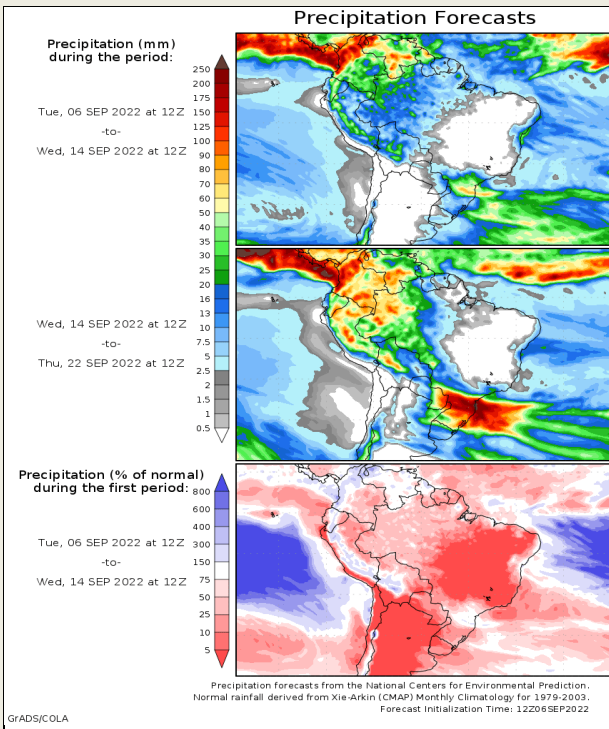 Precipitation Forecasts
Precipitation (mm)
during the period:
Tue, 06 SEP 2022 at 12Z
-to-
Wed, 14 SEP 2022 at 12Z
250
200
175
150
125
100
90
80
70
60
50
40
35
30
25
20
16
13
10
7.5
5
2.5
2
1.5
1
0.5
Wed, 14 SEP 2022 at 12Z
-to-
Thu, 22 SEP 2022 at 12Z
Precipitation (% of normal)
during the first period:
Tue, 06 SEP 2022 at 12Z
-to-
Wed, 14 SEP 2022 at 12Z
800
600
400
300
150
75
50
25
10
5
Precipitation forecasts from the National Centers for Environmental Prediction.
Normal rainfall derived from Xie-Arkin (CMAP) Monthly Climatology for 1979-2003.
Forecast Initialization Time: 12Z06SEP2022
GrADS/COLA